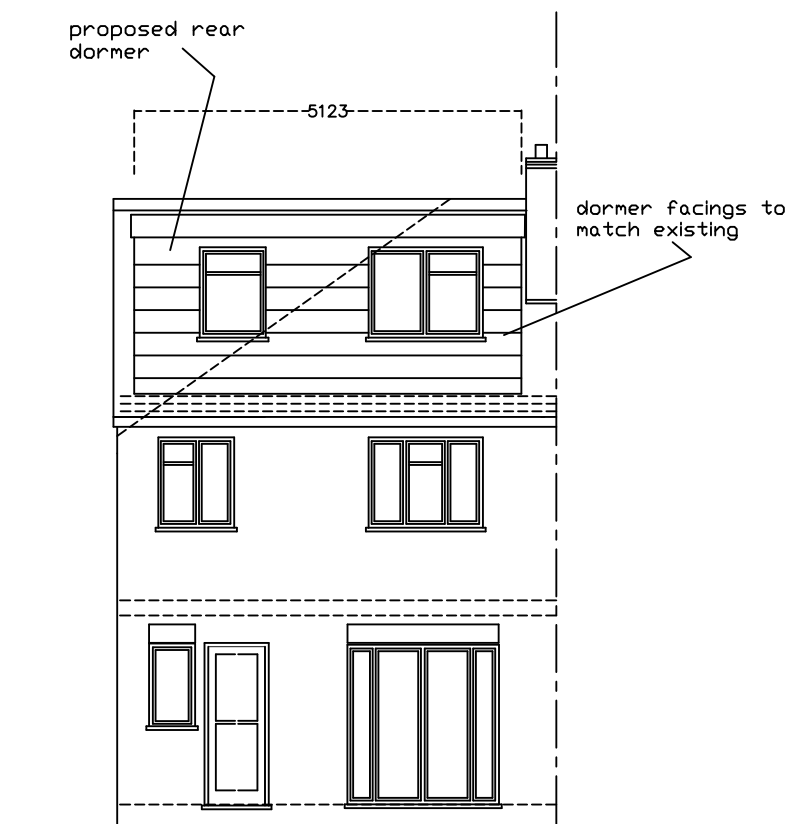 proposed rear
dormer
5123
dormer facings to
match existing